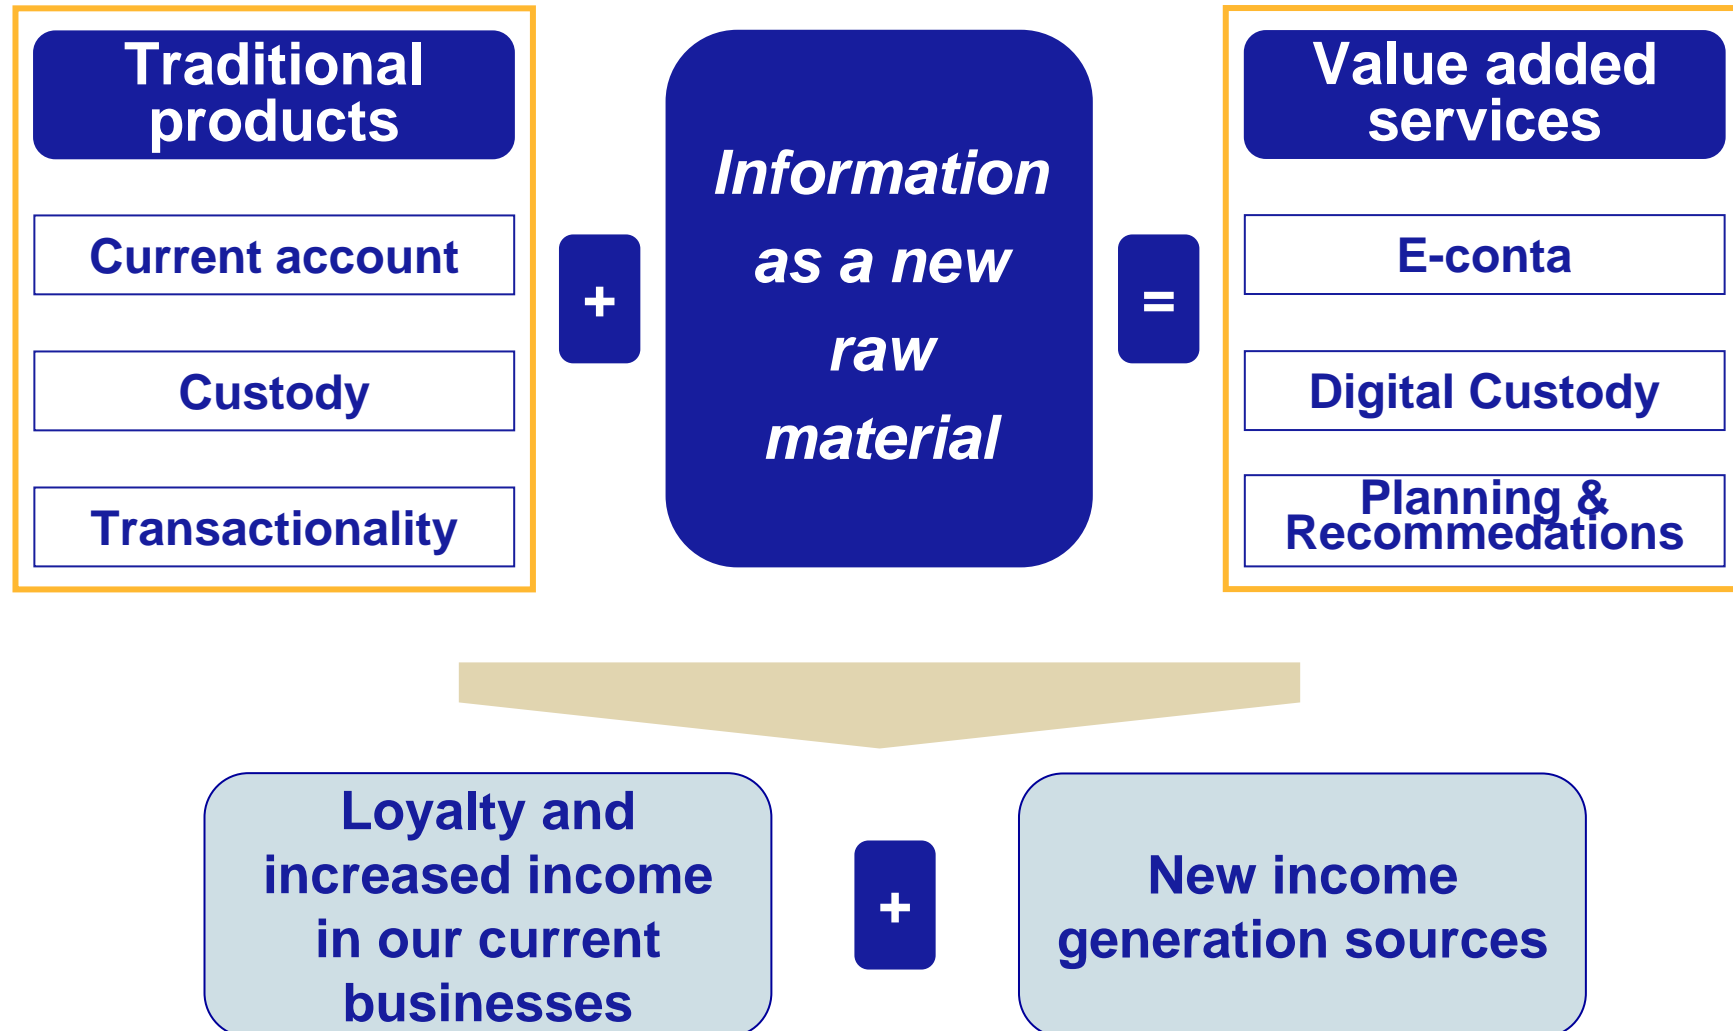 Traditional
products
Current account
Custody
Transactionality
+
Information
as a new
raw
material
=
Value added
services
E-conta
Digital Custody
Planning &
Recommedations
Loyalty and
increased income
in our current
businesses
+
New income
generation sources